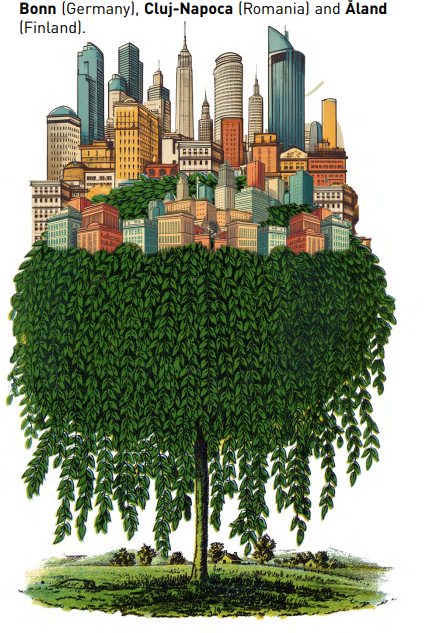 Bonn (Germany), Cluj-Napoca (Romania) and Åland
(Finland).